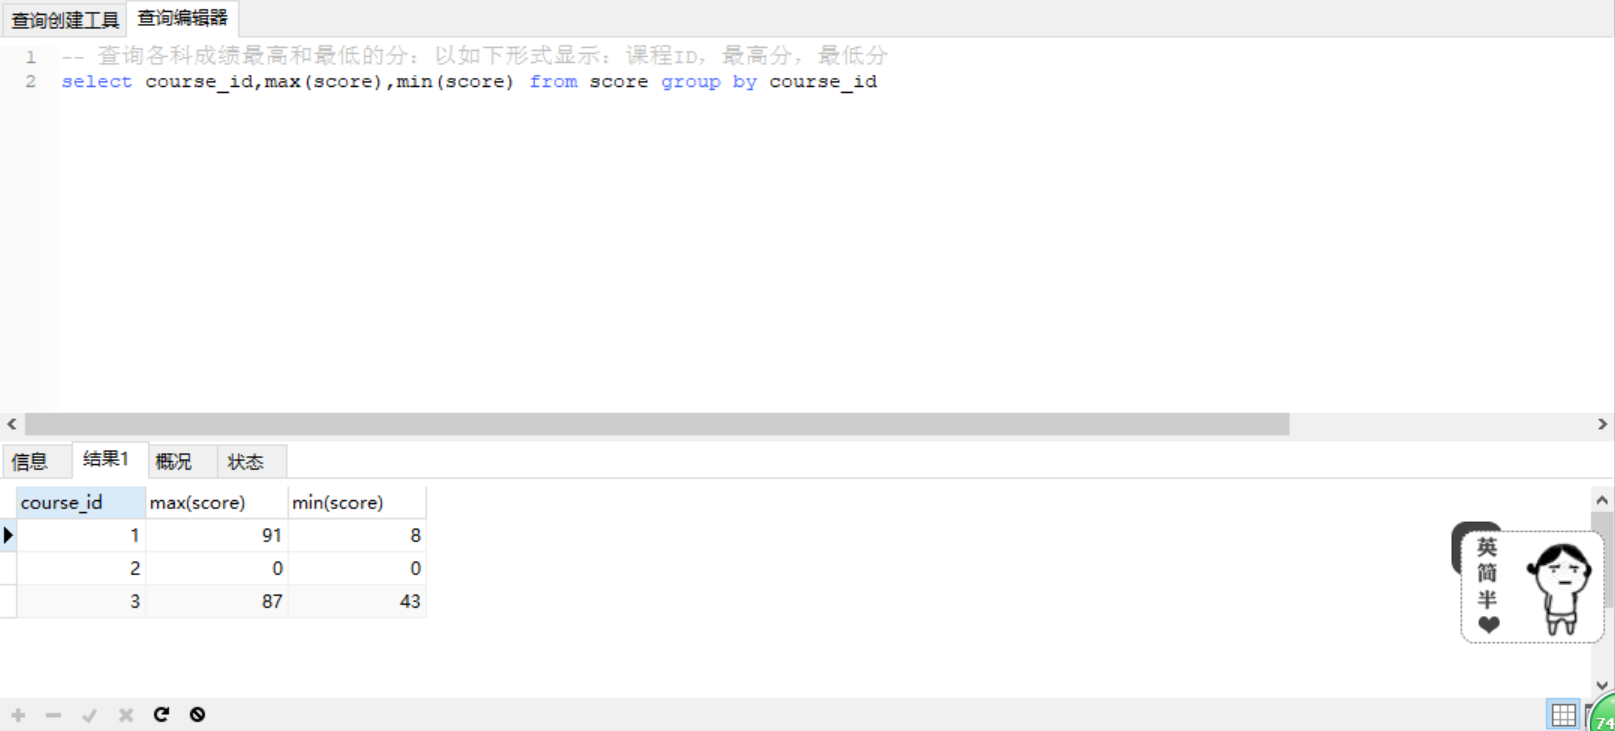 查询创建工具 查询编辑器
1 -- 查询各科成绩最高和最低的分：以如下形式显示：课程ID，最高分，最低分
2 select course_id,max(score),min(score) from score group by course_id
信息 结果1 概况 状态
course_id max(score) min(score)
1 91 8
2 0 0
3 87 43
英
简
半
74